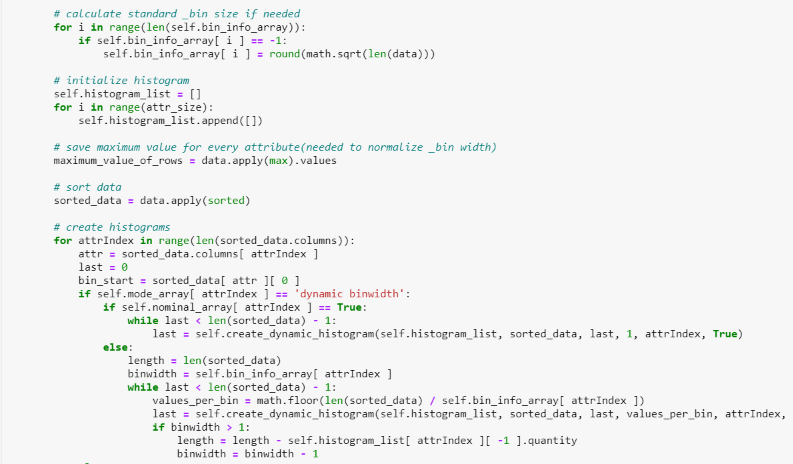 # calculate standard _bin size if needed
for i in range(len(self.bin_info_array)):
    if self.bin_info_array[ i ] == -1:
        self.bin_info_array[ i ] = round(math.sqrt(len(data)))

# initialize histogram
self.histogram_list = []
for i in range(attr_size):
    self.histogram_list.append([])

# save maximum value for every attribute(needed to normalize _bin width)
maximum_value_of_rows = data.apply(max).values

# sort data
sorted_data = data.apply(sorted)

# create histograms
for attrIndex in range(len(sorted_data.columns)):
    attr = sorted_data.columns[ attrIndex ]
    last = 0
    bin_start = sorted_data[ attr ][ 0 ]
    if self.mode_array[ attrIndex ] == 'dynamic binwidth':
        if self.nominal_array[ attrIndex ] == True:
            while last < len(sorted_data) - 1:
                last = self.create_dynamic_histogram(self.histogram_list, sorted_data, last, 1, attrIndex, True)
        else:
            length = len(sorted_data)
            binwidth = self.bin_info_array[ attrIndex ]
            while last < len(sorted_data) - 1:
                values_per_bin = math.floor(len(sorted_data) / self.bin_info_array[ attrIndex ])
                last = self.create_dynamic_histogram(self.histogram_list, sorted_data, last, values_per_bin, attrIndex,
                if binwidth > 1:
                    length = length - self.histogram_list[ attrIndex ][ -1 ].quantity
                    binwidth = binwidth - 1